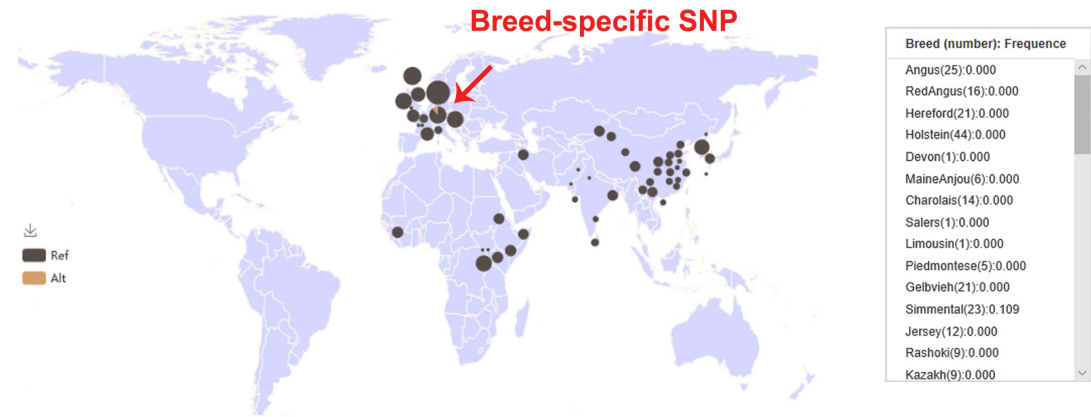 Breed-specific SNP
Ref
Alt
Breed (number): Frequence
Angus(25):0.000
RedAngus(16):0.000
Hereford(21):0.000
Holstein(44):0.000
Devon(1):0.000
MaineAnjou(6):0.000
Charolais(14):0.000
Salers(1):0.000
Limousin(1):0.000
Piedmontese(5):0.000
Gelbvieh(21):0.000
Simmental(23):0.109
Jersey(12):0.000
Rashoki(9):0.000
Kazakh(9):0.000